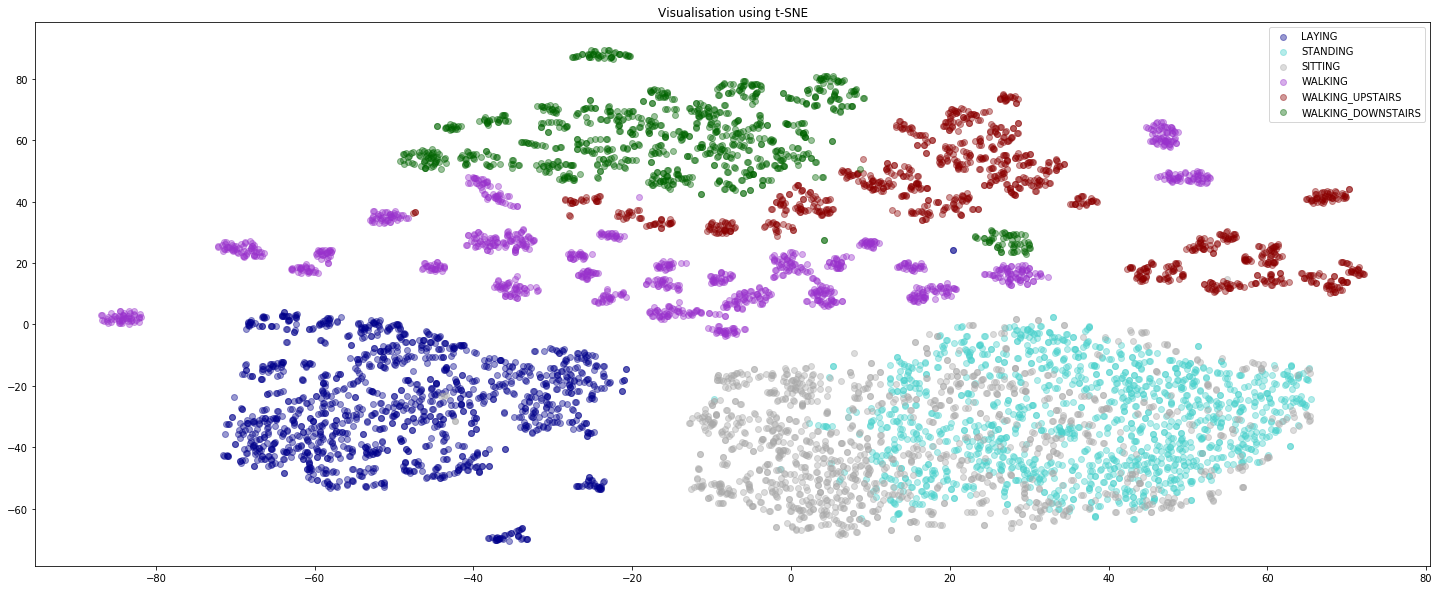 Visualisation using t-SNE
LAYING
STANDING
SITTING
WALKING
WALKING_UPSTAIRS
WALKING_DOWNSTAIRS
80
60
40
20
0
−20
−40
−60
−80 −60 −40 −20 0 20 40 60 80